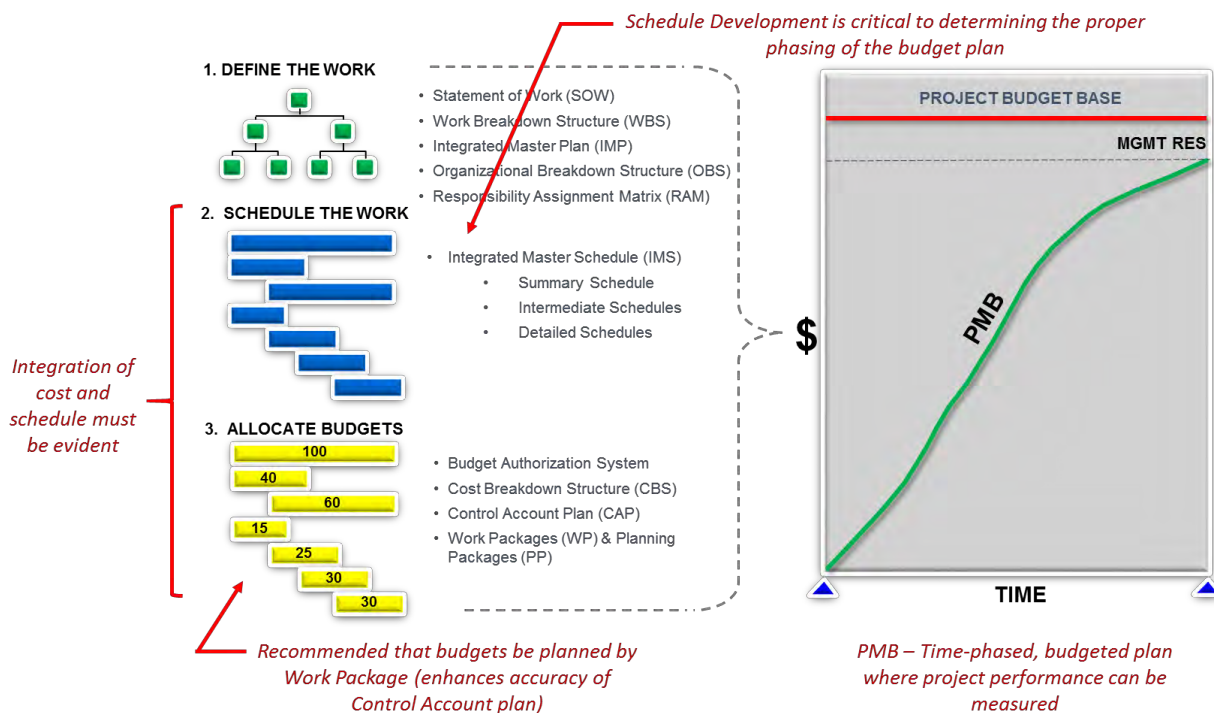 Schedule Development is critical to determining the proper
phasing of the budget plan
1. DEFINE THE WORK
• Statement of Work (SOW)
• Work Breakdown Structure (WBS)
• Integrated Master Plan (IMP)
• Organizational Breakdown Structure (OBS)
• Responsibility Assignment Matrix (RAM)
2. SCHEDULE THE WORK
• Integrated Master Schedule (IMS)
• Summary Schedule
• Intermediate Schedules
• Detailed Schedules
Integration of
cost and
schedule must
be evident
3. ALLOCATE BUDGETS
100
40
60
15
25
30
30
• Budget Authorization System
• Cost Breakdown Structure (CBS)
• Control Account Plan (CAP)
• Work Packages (WP) & Planning
Packages (PP)
Recommended that budgets be planned by
Work Package (enhances accuracy of
Control Account plan)
$
PROJECT BUDGET BASE
MGMT RES
PMB
TIME
PMB – Time-phased, budgeted plan
where project performance can be
measured